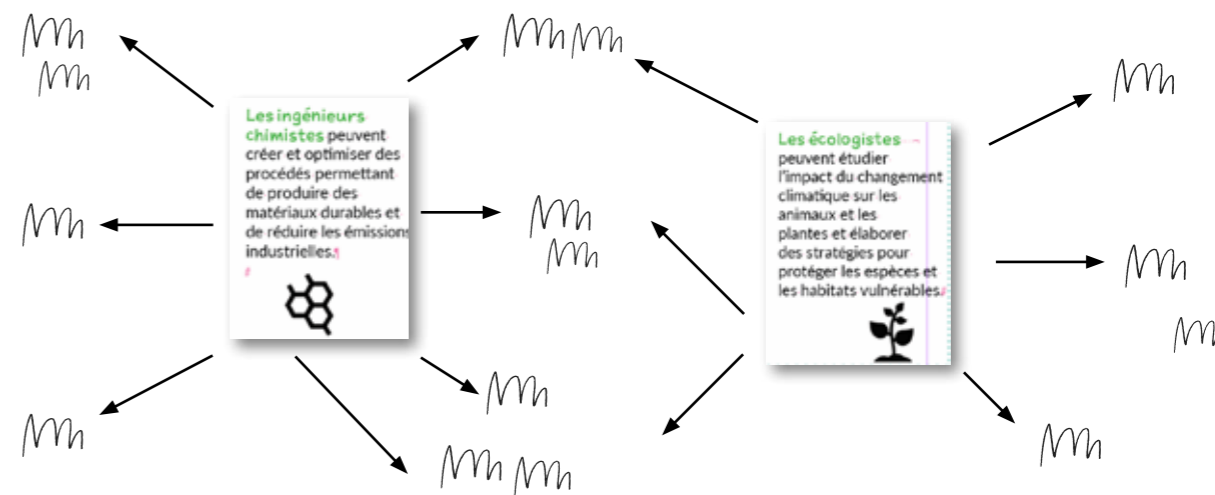 Les ingénieurs
chimistes peuvent
créer et optimiser des
procédés permettant
de produire des
matériaux durables et
de réduire les émissions
industrielles.
Les écologistes
peuvent étudier
l'impact du changement
climatique sur les
animaux et les
plantes et élaborer
des stratégies pour
protéger les espèces et
les habitats vulnérables.